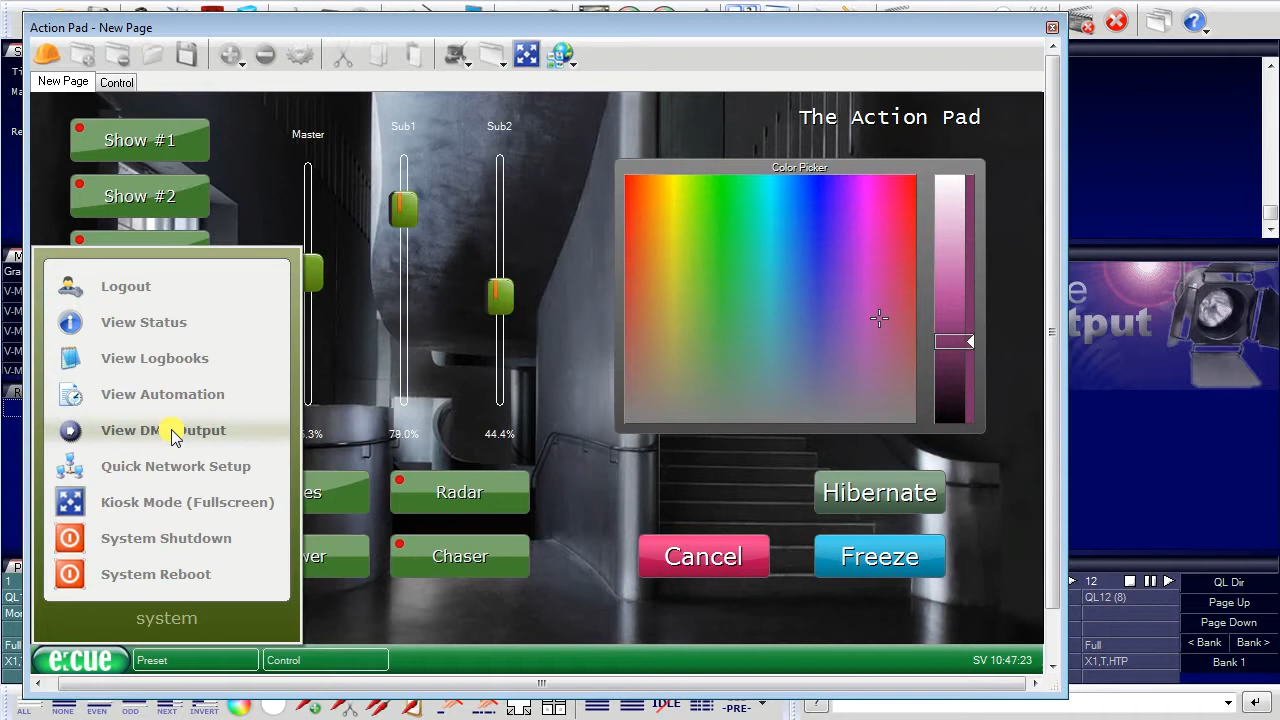 Action Pad - New Page
New Page
Control
The Action Pad
Show #1
Show #2
Master
Sub1
Sub2
Color Picker
Logout
View Status
View Logbooks
View Automation
View DM Output
Quick Network Setup
Kiosk Mode (Fullscreen)
System Shutdown
System Reboot
system
79.0%
44.4%
Radar
Chaser
Hibernate
Cancel
Freeze
e:cue
Preset
Control
SV 10:47:23
V-M
V-M
V-M
V-M
Full
X1,T
12
QL12 (8)
Full
X1,T,HTP
QL Dir
Page Up
Page Down
< Bank
Bank >
Bank 1
ALL
NONE
EVEN
ODD
NEXT
INVERT
IDLE
-PRE-